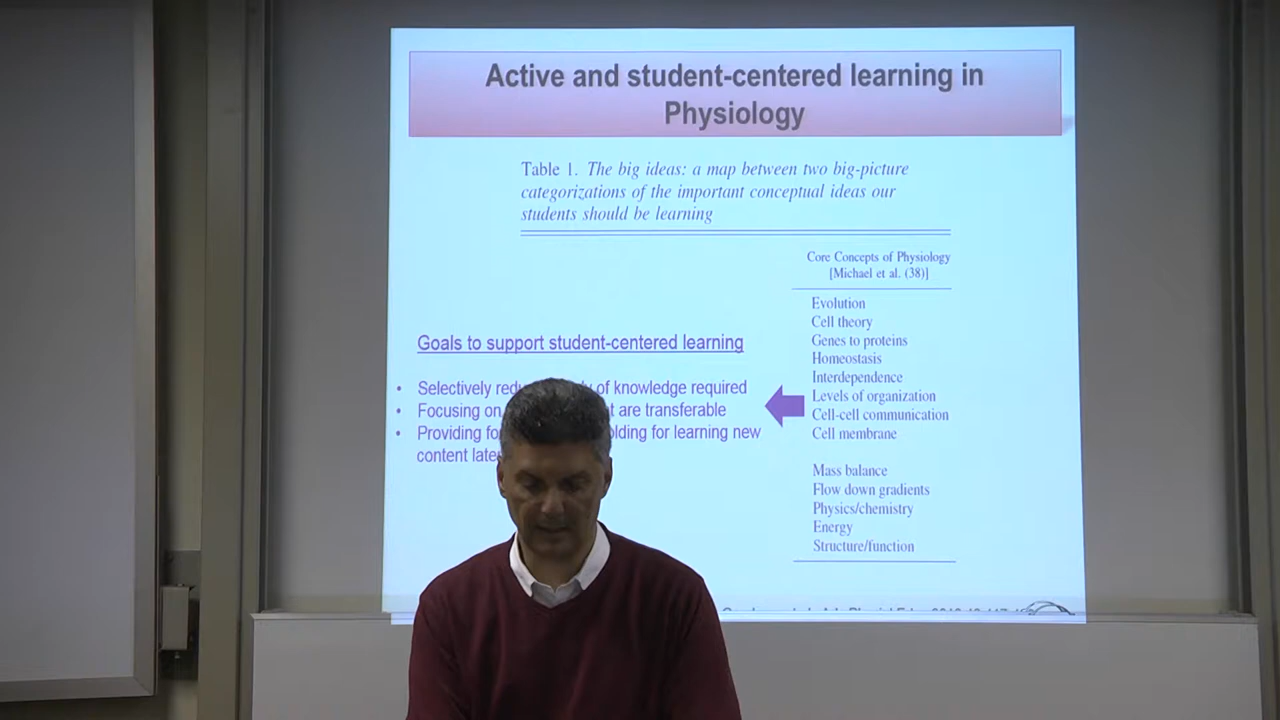 Active and student-centered learning in
Physiology
Table 1. The big ideas: a map between two big-picture
categorizations of the important conceptual ideas our
students should be learning
Core Concepts of Physiology
[Michael et al. (38)]
Evolution
Cell theory
Genes to proteins
Homeostasis
Interdependence
Levels of organization
Cell-cell communication
Cell membrane
Mass balance
Flow down gradients
Physics/chemistry
Energy
Structure/function
Goals to support student-centered learning
• Selectively of knowledge required
• Focusing on are transferable
• Providing for learning new
content